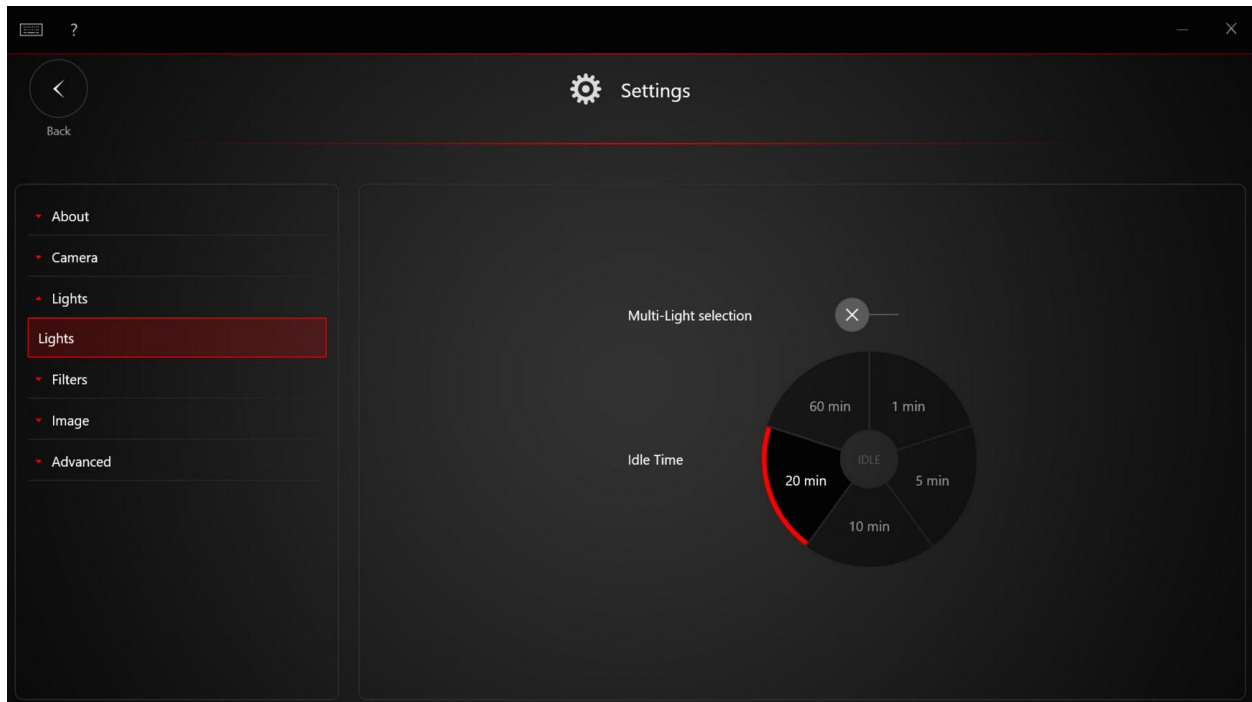 ?
Settings
Back
About
Camera
Lights
Lights
Filters
Image
Advanced
Multi-Light selection
Idle Time
60 min
1 min
IDLE
20 min
5 min
10 min